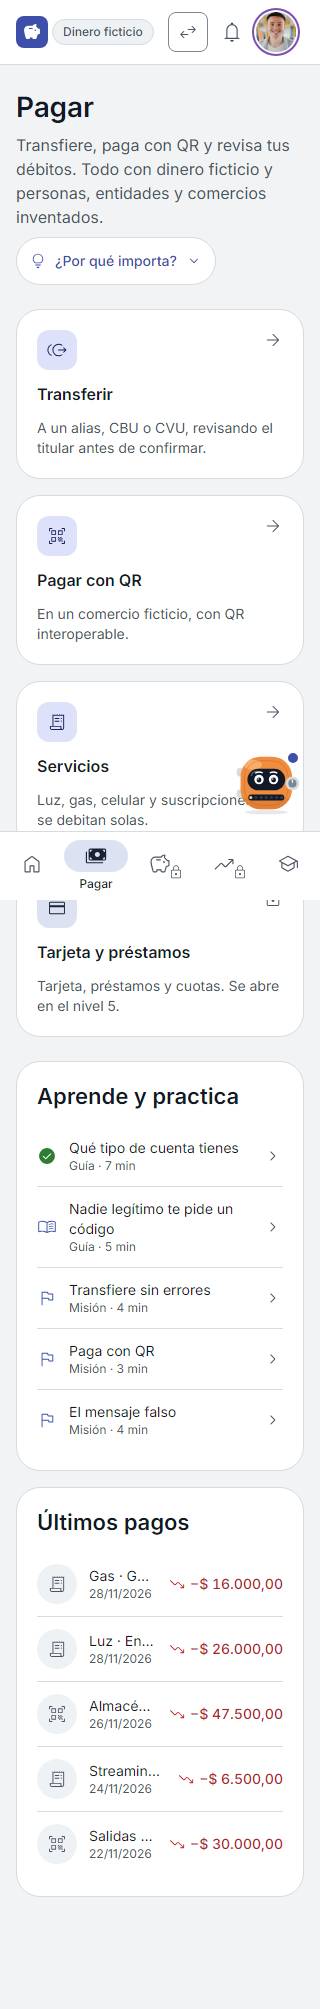 Dinero ficticio
Pagar
Transfiere, paga con QR y revisa tus
débitos. Todo con dinero ficticio y
personas, entidades y comercios
inventados.
¿Por qué importa?
Transferir
A un alias, CBU o CVU, revisando el
titular antes de confirmar.
Pagar con QR
En un comercio ficticio, con QR
interoperable.
Servicios
Luz, gas, celular y suscripcione
se debitan solas.
Pagar
Tarjeta y préstamos
Tarjeta, préstamos y cuotas. Se abre
en el nivel 5.
Aprende y practica
Qué tipo de cuenta tienes
Guía · 7 min
Nadie legítimo te pide un
código
Guía · 5 min
Transfiere sin errores
Misión · 4 min
Paga con QR
Misión · 3 min
El mensaje falso
Misión · 4 min
Últimos pagos
Gas · G... −$ 16.000,00
28/11/2026
Luz · En... −$ 26.000,00
28/11/2026
Almacé... −$ 47.500,00
26/11/2026
Streamin... −$ 6.500,00
24/11/2026
Salidas ... −$ 30.000,00
22/11/2026